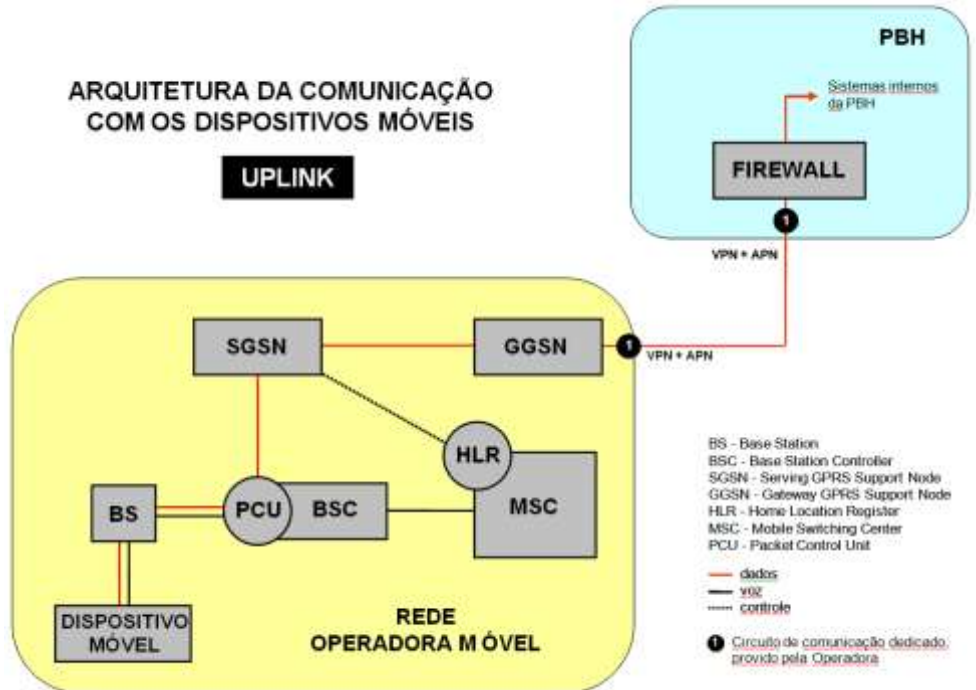 PBH
ARQUITETURA DA COMUNICAÇÃO
COM OS DISPOSITIVOS MÓVEIS
UPLINK
Sistemas internos
da PBH
FIREWALL
1
VPN + APN
SGSN
GGSN
1
VPN + APN
HLR
MSC
BS
PCU
BSC
DISPOSITIVO
MÓVEL
REDE
OPERADORA M ÓVEL
BS - Base Station
BSC - Base Station Controller
SGSN - Serving GPRS Support Node
GGSN - Gateway GPRS Support Node
HLR - Home Location Register
MSC - Mobile Switching Center
PCU - Packet Control Unit
dados
voz
controle
1 Circuito de comunicação dedicado,
provido pela Operadora